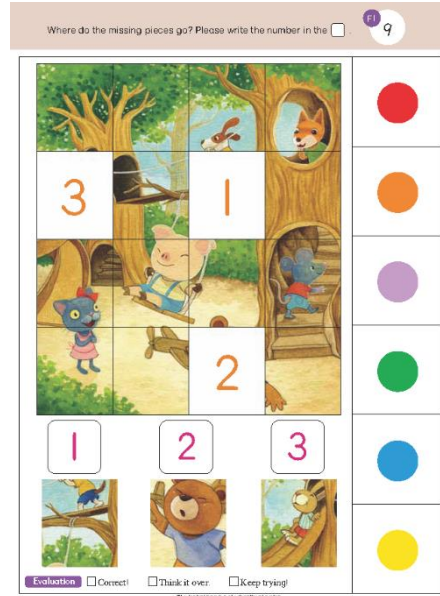 F1
9
Where do the missing pieces go? Please write the number in the □.
3
1
2
1
2
3
Evaluation □ Correct! □ Think it over. □ Keep trying!